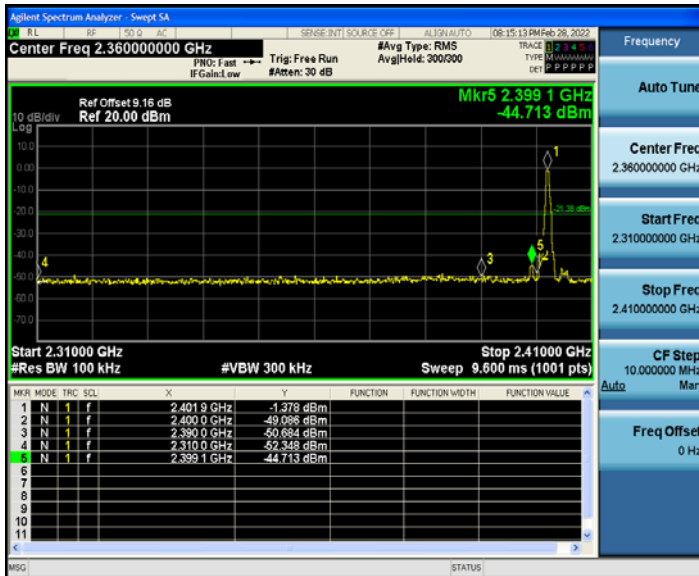 Agilent Spectrum Analyzer - Swept SA
RL RF 50 Ω AC SENSE:INT SOURCE OFF ALIGNAUTO 08:15:13 PM Feb 28, 2022
Center Freq 2.360000000 GHz
PNO: Fast
IFGain:Low
Trig: Free Run
#Atten: 30 dB
#Avg Type: RMS
Avg|Hold: 300/300
TRACE 1 2 3 4 5 6
TYPE M
DET P P P P P P
Ref Offset 9.16 dB
10 dB/div Ref 20.00 dBm
Log
Mkr5 2.399 1 GHz
-44.713 dBm
10.0
0.00
-10.0
-20.0
-30.0
-40.0
-50.0
-60.0
-70.0
1
-21.38 dBm
5
3
2
4
Start 2.31000 GHz Stop 2.41000 GHz
#Res BW 100 kHz #VBW 300 kHz Sweep 9.600 ms (1001 pts)
MKR MODE TRC SCL X Y FUNCTION FUNCTION WIDTH FUNCTION VALUE
1 N 1 f 2.401 9 GHz -1.378 dBm
2 N 1 f 2.400 0 GHz -49.086 dBm
3 N 1 f 2.390 0 GHz -50.684 dBm
4 N 1 f 2.310 0 GHz -52.348 dBm
5 N 1 f 2.399 1 GHz -44.713 dBm
6
7
8
9
10
11
MSG STATUS
Frequency
Auto Tune
Center Freq
2.360000000 GHz
Start Freq
2.310000000 GHz
Stop Freq
2.410000000 GHz
CF Step
10.000000 MHz
Auto Man
Freq Offset
0 Hz